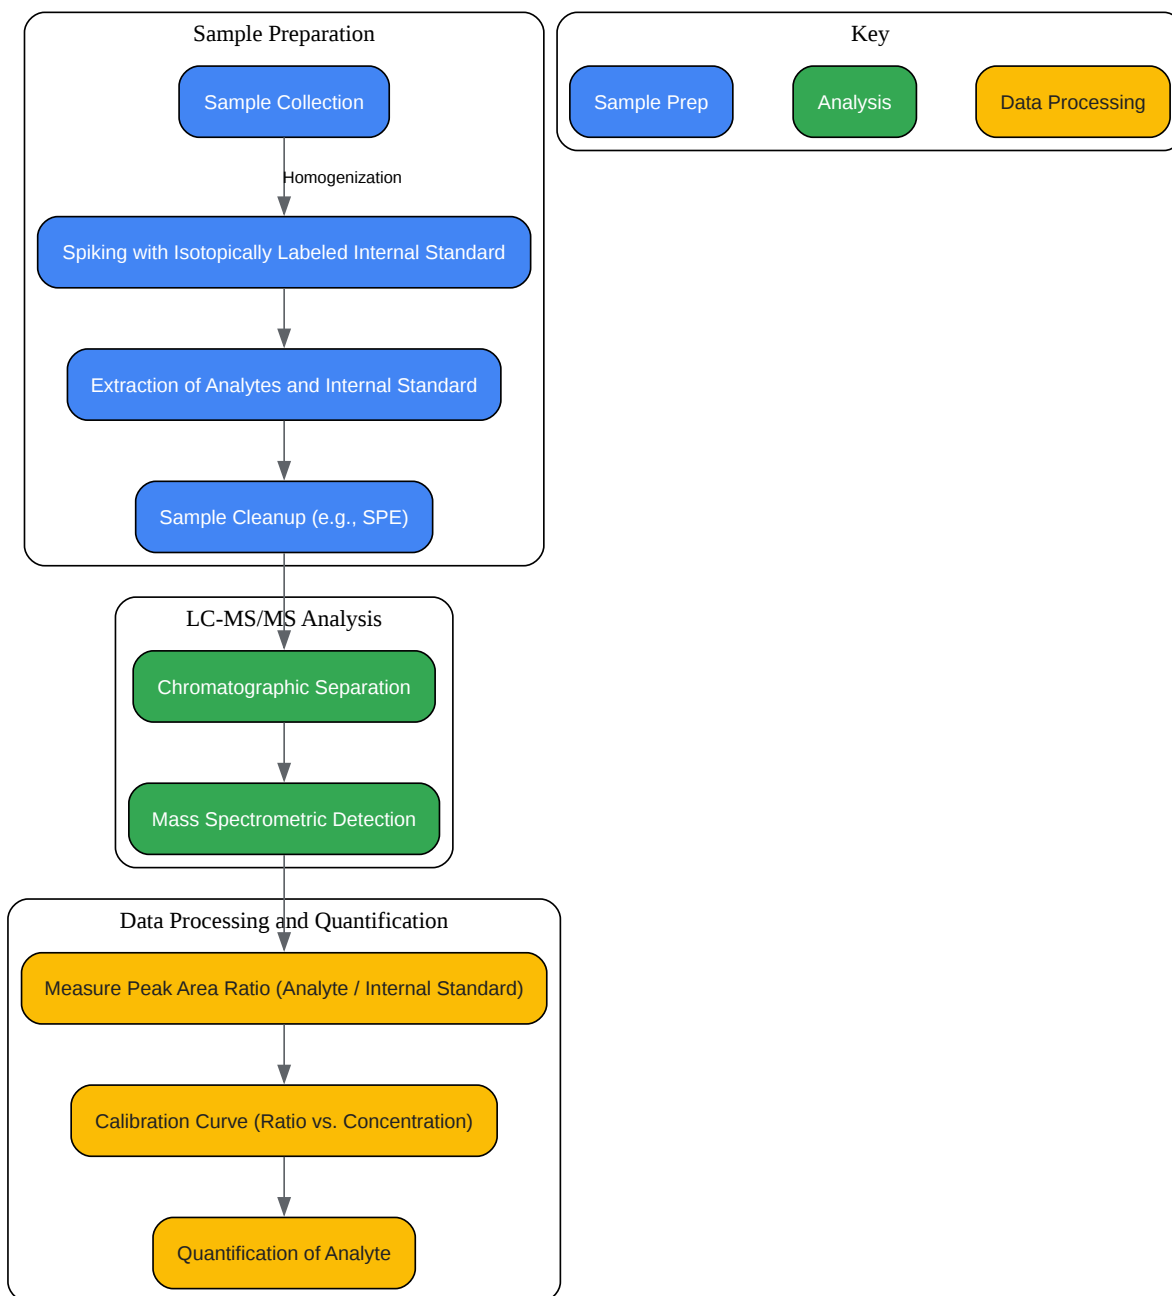 Sample Preparation
Sample Collection
Homogenization
Spiking with Isotopically Labeled Internal Standard
Extraction of Analytes and Internal Standard
Sample Cleanup (e.g., SPE)
LC-MS/MS Analysis
Chromatographic Separation
Mass Spectrometric Detection
Data Processing and Quantification
Measure Peak Area Ratio (Analyte / Internal Standard)
Calibration Curve (Ratio vs. Concentration)
Quantification of Analyte
Key
Sample Prep
Analysis
Data Processing